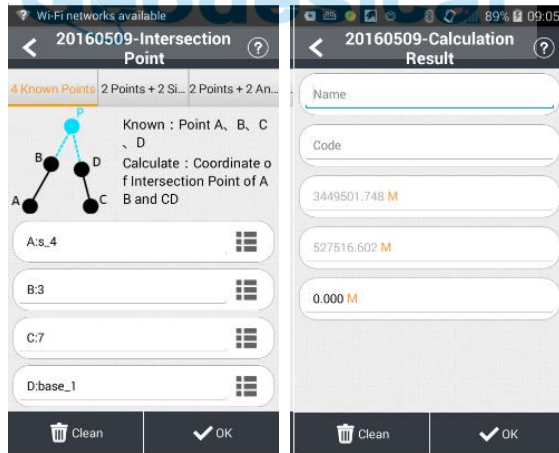 Wi-Fi networks available
20160509-Intersection
Point
4 Known Points
2 Points + 2 Si...
2 Points + 2 An...
P
B
D
A
C
Known：Point A、B、C
、D
Calculate：Coordinate o
f Intersection Point of A
B and CD
A:s_4
B:3
C:7
D:base_1
Clean
OK
89% 09:05
20160509-Calculation
Result
Name
Code
3449501.748 M
527516.602 M
0.000 M
Clean
OK